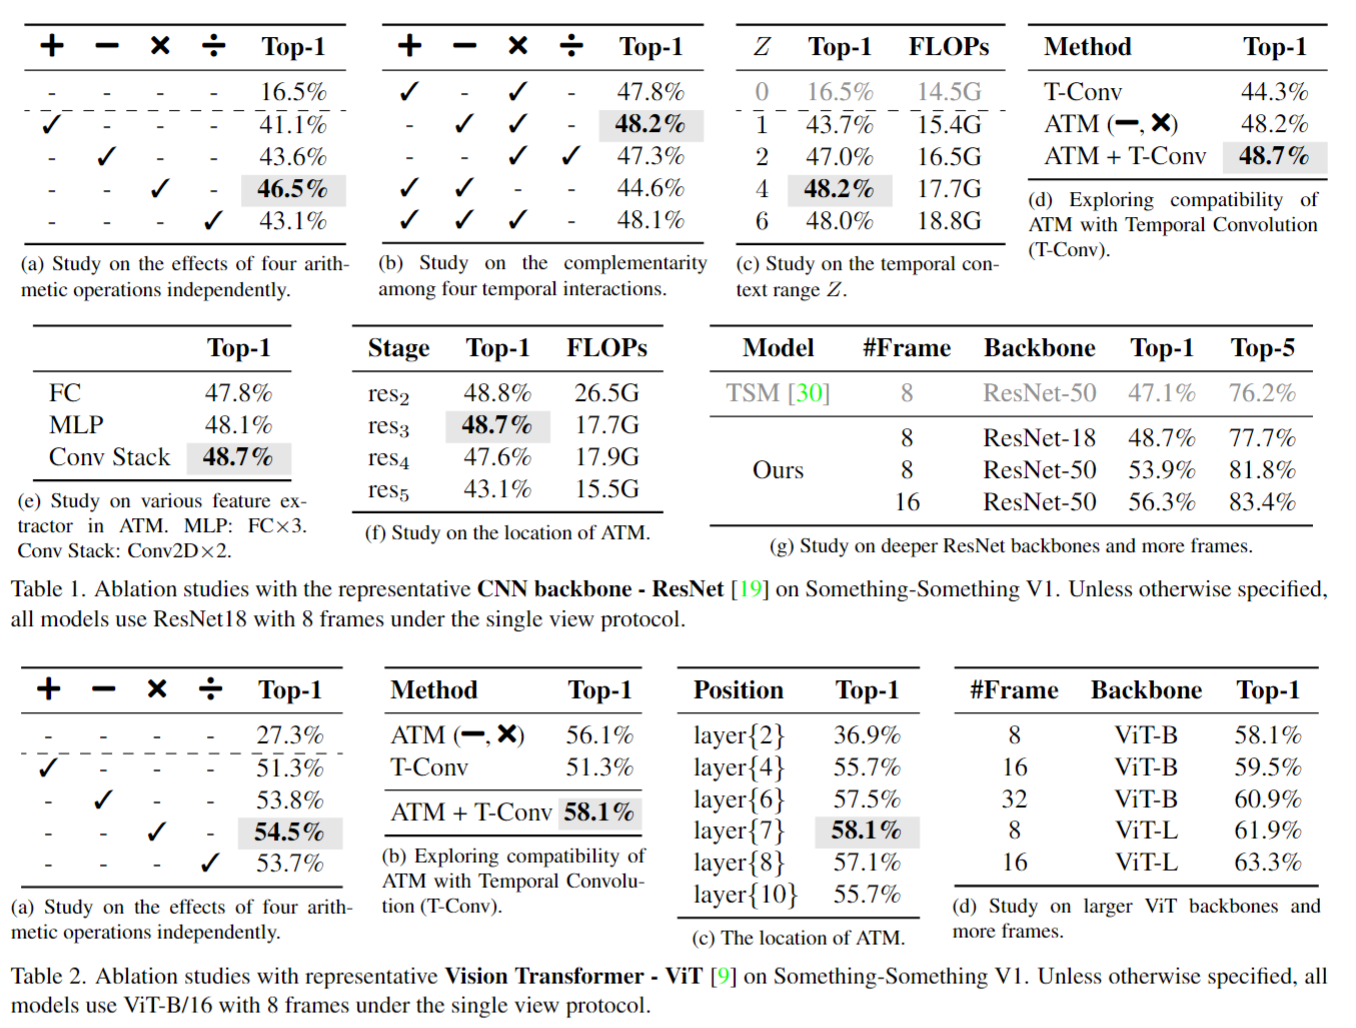 + − × ÷ Top-1
- - - - 16.5%
✓ - - - 41.1%
- ✓ - - 43.6%
- - ✓ - 46.5%
- - - ✓ 43.1%
(a) Study on the effects of four arith-
metic operations independently.
+ − × ÷ Top-1
✓ - ✓ - 47.8%
- ✓ ✓ - 48.2%
- - ✓ ✓ 47.3%
✓ ✓ - - 44.6%
✓ ✓ ✓ - 48.1%
(b) Study on the complementarity
among four temporal interactions.
Z Top-1 FLOPs
0 16.5% 14.5G
1 43.7% 15.4G
2 47.0% 16.5G
4 48.2% 17.7G
6 48.0% 18.8G
(c) Study on the temporal con-
text range Z.
Method Top-1
T-Conv 44.3%
ATM (−, ×) 48.2%
ATM + T-Conv 48.7%
(d) Exploring compatibility of
ATM with Temporal Convolution
(T-Conv).
Top-1
FC 47.8%
MLP 48.1%
Conv Stack 48.7%
(e) Study on various feature ex-
tractor in ATM. MLP: FC×3.
Conv Stack: Conv2D×2.
Stage Top-1 FLOPs
res2 48.8% 26.5G
res3 48.7% 17.7G
res4 47.6% 17.9G
res5 43.1% 15.5G
(f) Study on the location of ATM.
Model #Frame Backbone Top-1 Top-5
TSM [30] 8 ResNet-50 47.1% 76.2%
8 ResNet-18 48.7% 77.7%
Ours 8 ResNet-50 53.9% 81.8%
16 ResNet-50 56.3% 83.4%
(g) Study on deeper ResNet backbones and more frames.
Table 1. Ablation studies with the representative CNN backbone - ResNet [19] on Something-Something V1. Unless otherwise specified,
all models use ResNet18 with 8 frames under the single view protocol.
+ − × ÷ Top-1
- - - - 27.3%
✓ - - - 51.3%
- ✓ - - 53.8%
- - ✓ - 54.5%
- - - ✓ 53.7%
(a) Study on the effects of four arith-
metic operations independently.
Method Top-1
ATM (−, ×) 56.1%
T-Conv 51.3%
ATM + T-Conv 58.1%
(b) Exploring compatibility of
ATM with Temporal Convolu-
tion (T-Conv).
Position Top-1
layer{2} 36.9%
layer{4} 55.7%
layer{6} 57.5%
layer{7} 58.1%
layer{8} 57.1%
layer{10} 55.7%
(c) The location of ATM.
#Frame Backbone Top-1
8 ViT-B 58.1%
16 ViT-B 59.5%
32 ViT-B 60.9%
8 ViT-L 61.9%
16 ViT-L 63.3%
(d) Study on larger ViT backbones and
more frames.
Table 2. Ablation studies with representative Vision Transformer - ViT [9] on Something-Something V1. Unless otherwise specified, all
models use ViT-B/16 with 8 frames under the single view protocol.